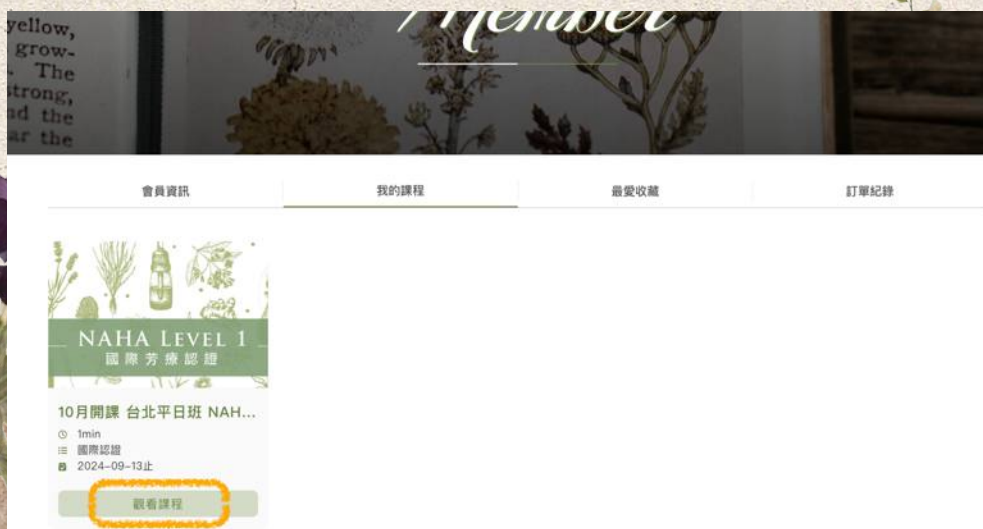 yellow,
grow-
The
strong,
nd the
ar the
Member
會員資訊
我的課程
最愛收藏
訂單紀錄
NAHA LEVEL 1
國際芳療認證
10月開課 台北平日班 NAH...
1min
國際認證
2024-09-13止
觀看課程